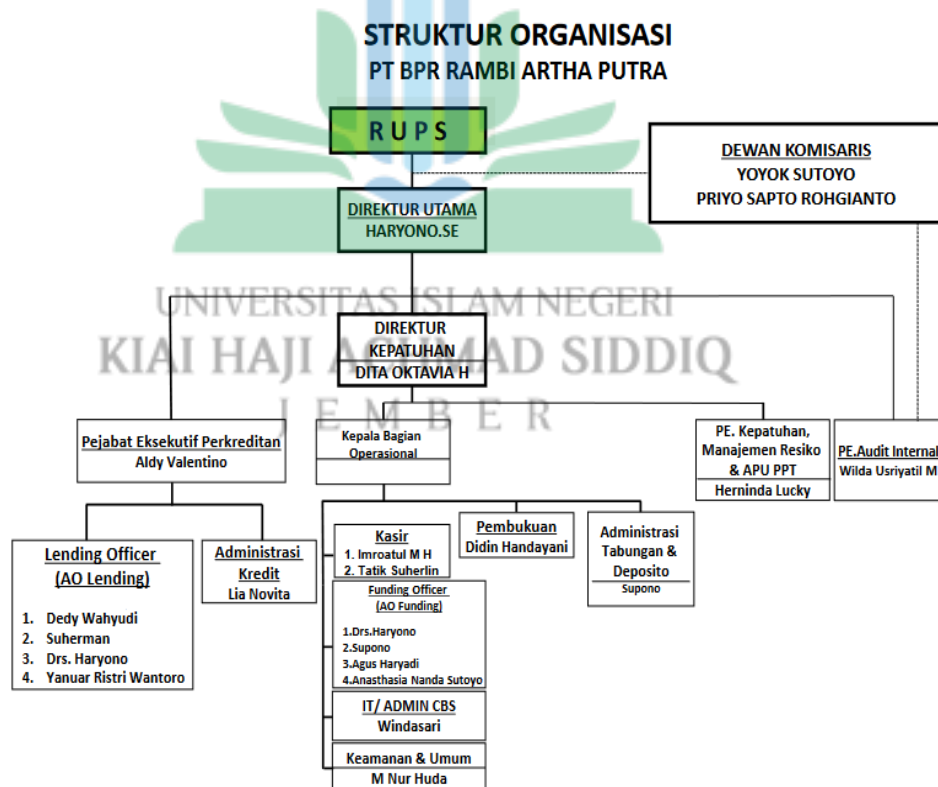 STRUKTUR ORGANISASI
PT BPR RAMBI ARTHA PUTRA
R U P S
DEWAN KOMISARIS
YOYOK SUTOYO
PRIYO SAPTO ROHGIANTO
DIREKTUR UTAMA
HARYONO.SE
UNIVERSITAS ISLAM NEGERI
KIAI HAJI ACHMAD SIDDIQ
JEMBER
DIREKTUR
KEPATUHAN
DITA OKTAVIA H
Pejabat Eksekutif Perkreditan
Aldy Valentino
Kepala Bagian
Operasional
PE. Kepatuhan,
Manajemen Resiko
& APU PPT
Herninda Lucky
PE.Audit Internal
Wilda Usriyatil M
Lending Officer
(AO Lending)
1. Dedy Wahyudi
2. Suherman
3. Drs. Haryono
4. Yanuar Ristri Wantoro
Administrasi
Kredit
Lia Novita
Kasir
1. Imroatul M H
2. Tatik Suherlin
Pembukuan
Didin Handayani
Administrasi
Tabungan &
Deposito
Supono
Funding Officer
(AO Funding)
1.Drs.Haryono
2.Supono
3.Agus Haryadi
4.Anasthasia Nanda Sutoyo
IT/ ADMIN CBS
Windasari
Keamanan & Umum
M Nur Huda